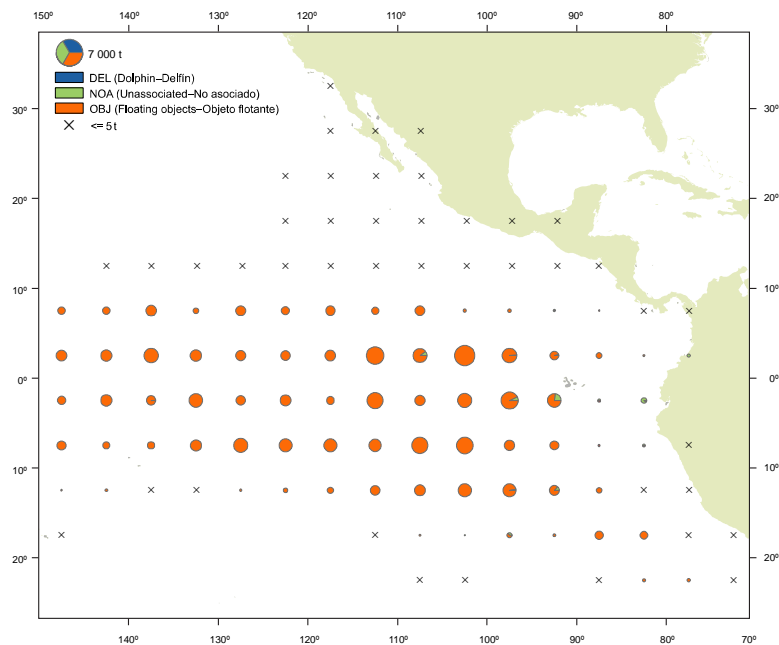 150º 140º 130º 120º 110º 100º 90º 80º
7 000 t
DEL (Dolphin–Delfín)
NOA (Unassociated–No asociado)
OBJ (Floating objects–Objeto flotante)
<= 5 t
30º 30º
20º 20º
10º 10º
0º 0º
10º 10º
20º 20º
140º 130º 120º 110º 100º 90º 80º 70º